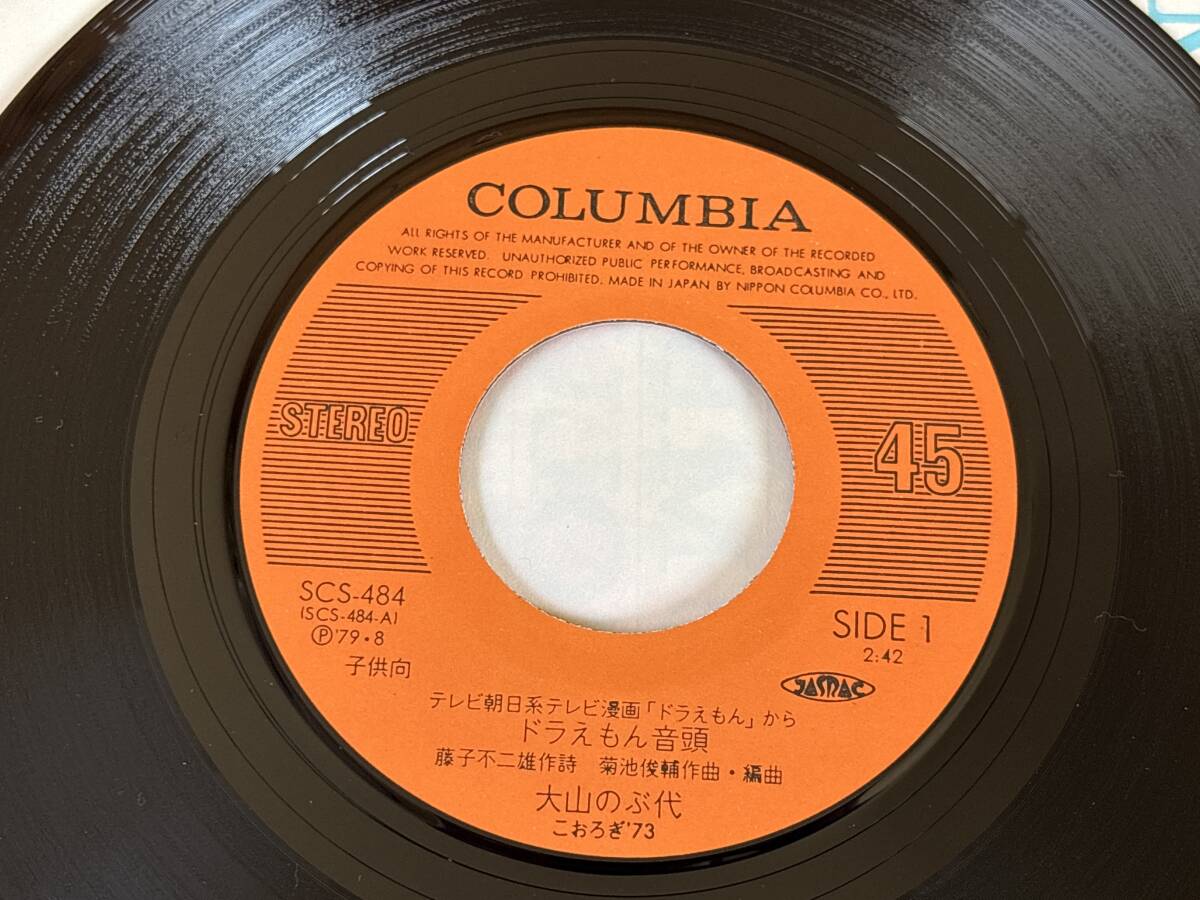 COLUMBIA
ALL RIGHTS OF THE MANUFACTURER AND OF THE OWNER OF THE RECORDED
WORK RESERVED. UNAUTHORIZED PUBLIC PERFORMANCE, BROADCASTING AND
COPYING OF THIS RECORD PROHIBITED. MADE IN JAPAN BY NIPPON COLUMBIA CO., LTD.
STEREO
45
SCS-484
(SCS-484-A)
Ⓟ'79・8
子供向
SIDE 1
2:42
JASRAC
テレビ朝日系テレビ漫画「ドラえもん」から
ドラえもん音頭
藤子不二雄作詩 菊池俊輔作曲・編曲
大山のぶ代
こおろぎ'73